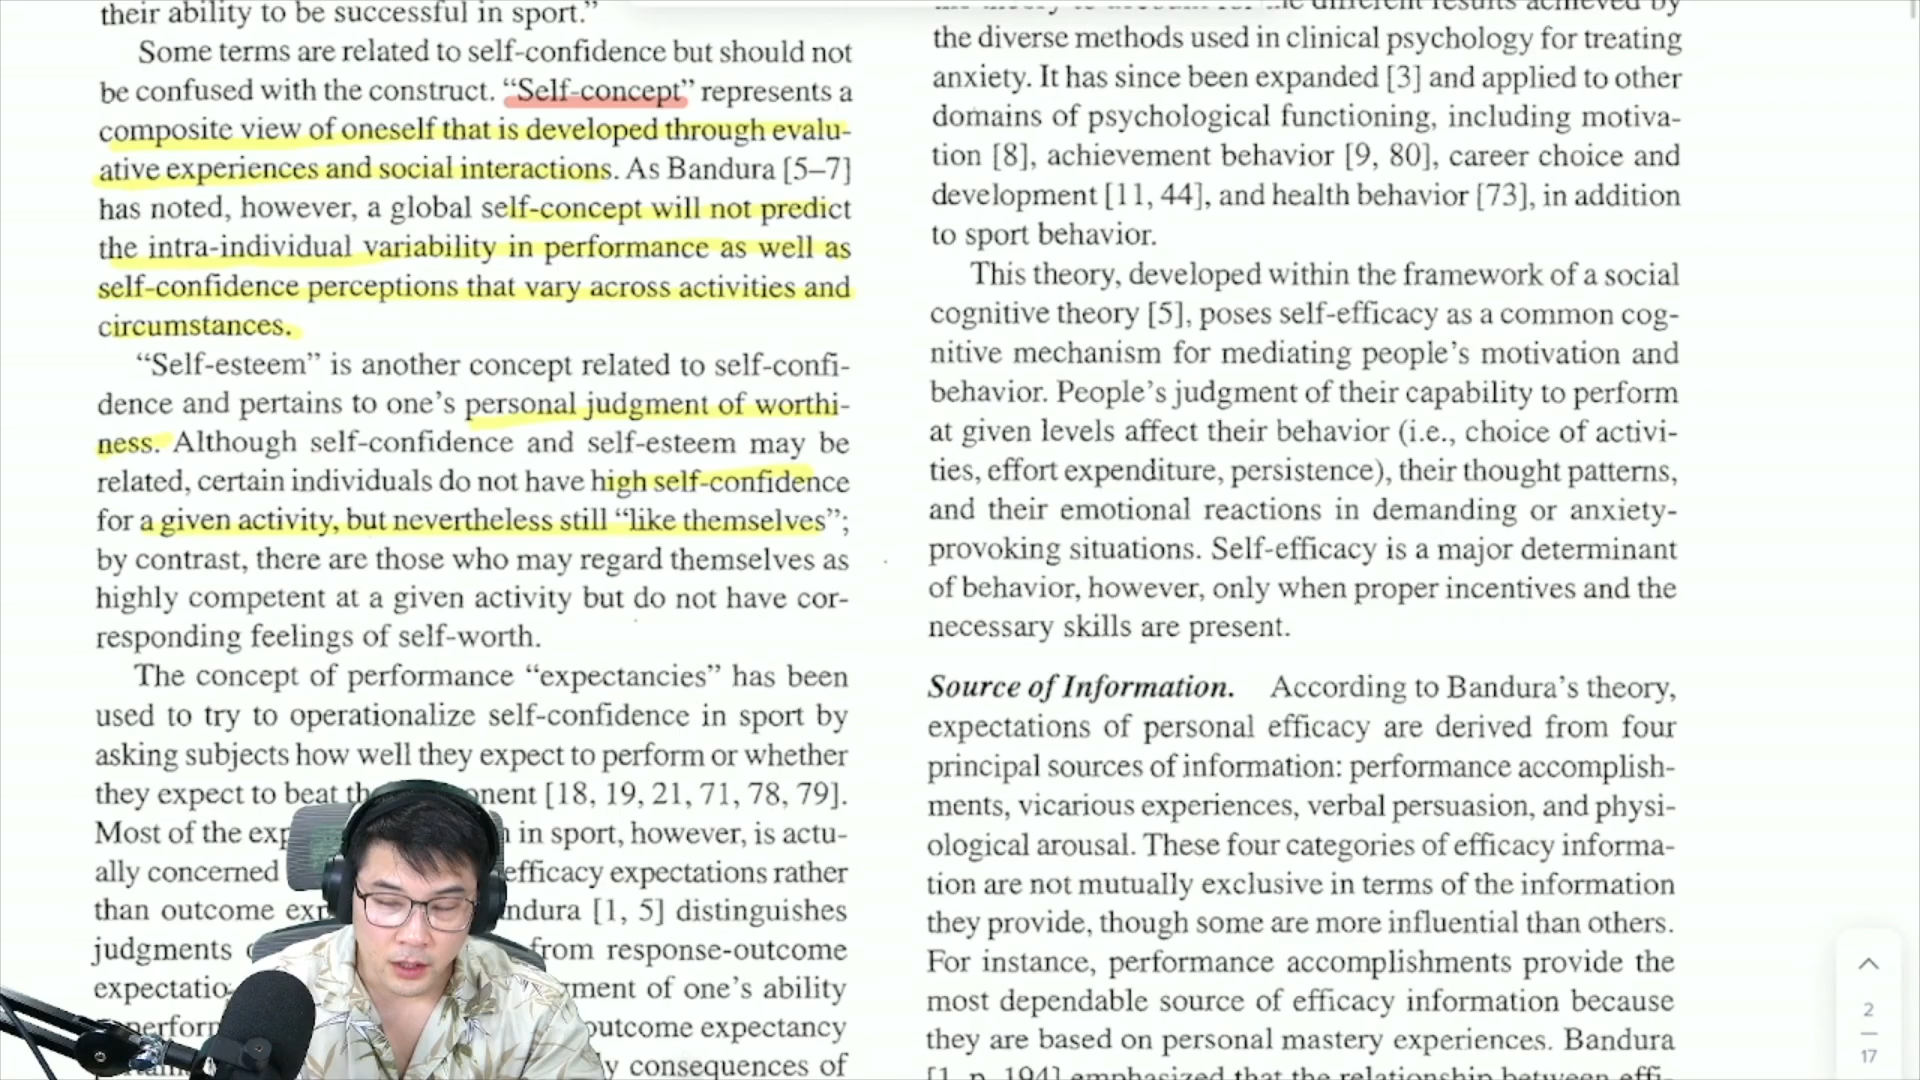 their ability to be successful in sport.”
Some terms are related to self-confidence but should not
be confused with the construct. “Self-concept” represents a
composite view of oneself that is developed through evalu-
ative experiences and social interactions. As Bandura [5–7]
has noted, however, a global self-concept will not predict
the intra-individual variability in performance as well as
self-confidence perceptions that vary across activities and
circumstances.
“Self-esteem” is another concept related to self-confi-
dence and pertains to one’s personal judgment of worthi-
ness. Although self-confidence and self-esteem may be
related, certain individuals do not have high self-confidence
for a given activity, but nevertheless still “like themselves”;
by contrast, there are those who may regard themselves as
highly competent at a given activity but do not have cor-
responding feelings of self-worth.
The concept of performance “expectancies” has been
used to try to operationalize self-confidence in sport by
asking subjects how well they expect to perform or whether
they expect to beat [18, 19, 21, 71, 78, 79].
Most of the in sport, however, is actu-
ally concerned efficacy expectations rather
than outcome [1, 5] distinguishes
judgments from response-outcome
of one’s ability
outcome expectancy
consequences of
the diverse methods used in clinical psychology for treating
anxiety. It has since been expanded [3] and applied to other
domains of psychological functioning, including motiva-
tion [8], achievement behavior [9, 80], career choice and
development [11, 44], and health behavior [73], in addition
to sport behavior.
This theory, developed within the framework of a social
cognitive theory [5], poses self-efficacy as a common cog-
nitive mechanism for mediating people’s motivation and
behavior. People’s judgment of their capability to perform
at given levels affect their behavior (i.e., choice of activi-
ties, effort expenditure, persistence), their thought patterns,
and their emotional reactions in demanding or anxiety-
provoking situations. Self-efficacy is a major determinant
of behavior, however, only when proper incentives and the
necessary skills are present.
Source of Information. According to Bandura’s theory,
expectations of personal efficacy are derived from four
principal sources of information: performance accomplish-
ments, vicarious experiences, verbal persuasion, and physi-
ological arousal. These four categories of efficacy informa-
tion are not mutually exclusive in terms of the information
they provide, though some are more influential than others.
For instance, performance accomplishments provide the
most dependable source of efficacy information because
they are based on personal mastery experiences. Bandura
[1, p. 194] emphasized that the relationship between effi-
2
17